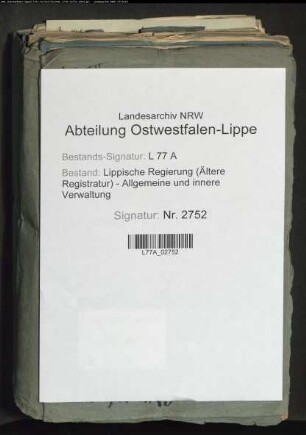 Landesarchiv NRW
Abteilung Ostwestfalen-Lippe
Bestands-Signatur: L 77 A
Bestand: Lippische Regierung (Ältere
Registratur) - Allgemeine und innere
Verwaltung
Signatur: Nr. 2752
L77A_02752